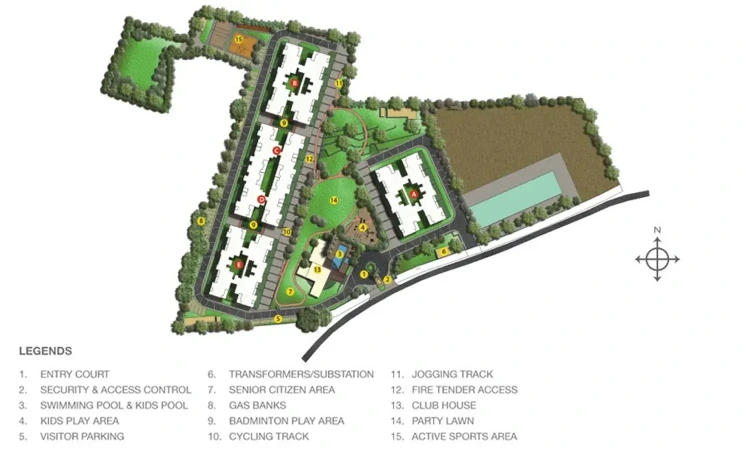 15
B
11
9
C
12
A
D
14
8
9
10
4
E
3
6
13
1
2
7
5
N
LEGENDS
1. ENTRY COURT
2. SECURITY & ACCESS CONTROL
3. SWIMMING POOL & KIDS POOL
4. KIDS PLAY AREA
5. VISITOR PARKING
6. TRANSFORMERS/SUBSTATION
7. SENIOR CITIZEN AREA
8. GAS BANKS
9. BADMINTON PLAY AREA
10. CYCLING TRACK
11. JOGGING TRACK
12. FIRE TENDER ACCESS
13. CLUB HOUSE
14. PARTY LAWN
15. ACTIVE SPORTS AREA